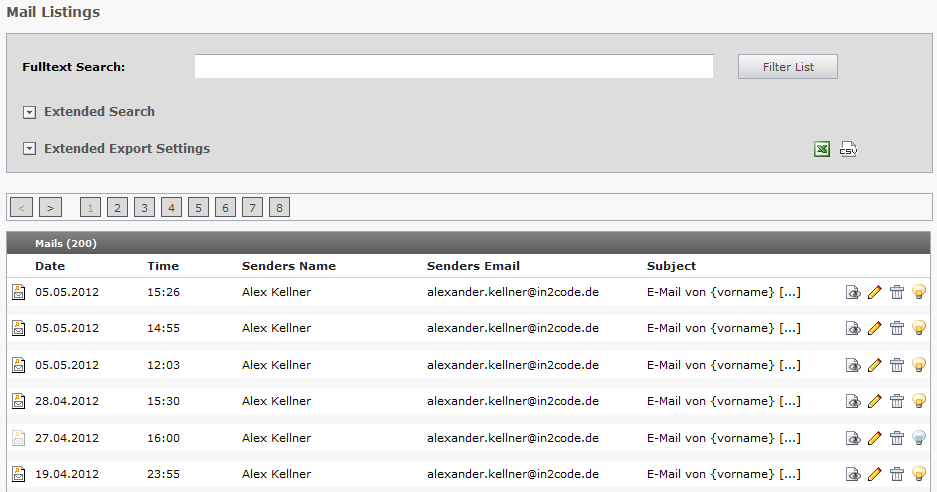 Mail Listings
Fulltext Search: Filter List
Extended Search
Extended Export Settings CSV
< > 1 2 3 4 5 6 7 8
Mails (200)
Date Time Senders Name Senders Email Subject
05.05.2012 15:26 Alex Kellner alexander.kellner@in2code.de E-Mail von {vorname} [...]
05.05.2012 14:55 Alex Kellner alexander.kellner@in2code.de E-Mail von {vorname} [...]
05.05.2012 12:03 Alex Kellner alexander.kellner@in2code.de E-Mail von {vorname} [...]
28.04.2012 15:30 Alex Kellner alexander.kellner@in2code.de E-Mail von {vorname} [...]
27.04.2012 16:00 Alex Kellner alexander.kellner@in2code.de E-Mail von {vorname} [...]
19.04.2012 23:55 Alex Kellner alexander.kellner@in2code.de E-Mail von {vorname} [...]